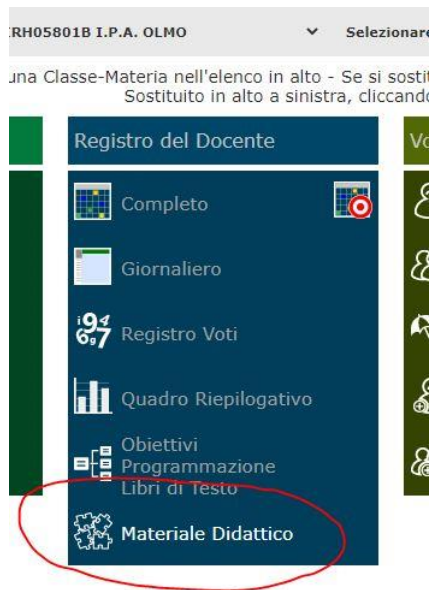 RH05801B I.P.A. OLMO Selezionare
una Classe-Materia nell'elenco in alto - Se si sostit
Sostituito in alto a sinistra, cliccando
Registro del Docente
Vo
Completo
Giornaliero
Registro Voti
Quadro Riepilogativo
Obiettivi
Programmazione
Libri di Testo
Materiale Didattico